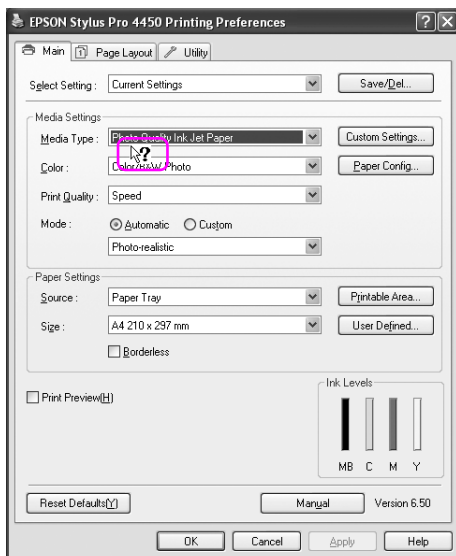 EPSON Stylus Pro 4450 Printing Preferences ? X
Main Page Layout Utility
Select Setting : Current Settings Save/Del...
Media Settings
Media Type : Photo Quality Ink Jet Paper Custom Settings...
?
Color : Color/B&W Photo Paper Config...
Print Quality : Speed
Mode : Automatic Custom
Photo-realistic
Paper Settings
Source : Paper Tray Printable Area...
Size : A4 210 x 297 mm User Defined...
Borderless
Ink Levels
Print Preview(H)
MB C M Y
Reset Defaults(Y) Manual Version 6.50
OK Cancel Apply Help